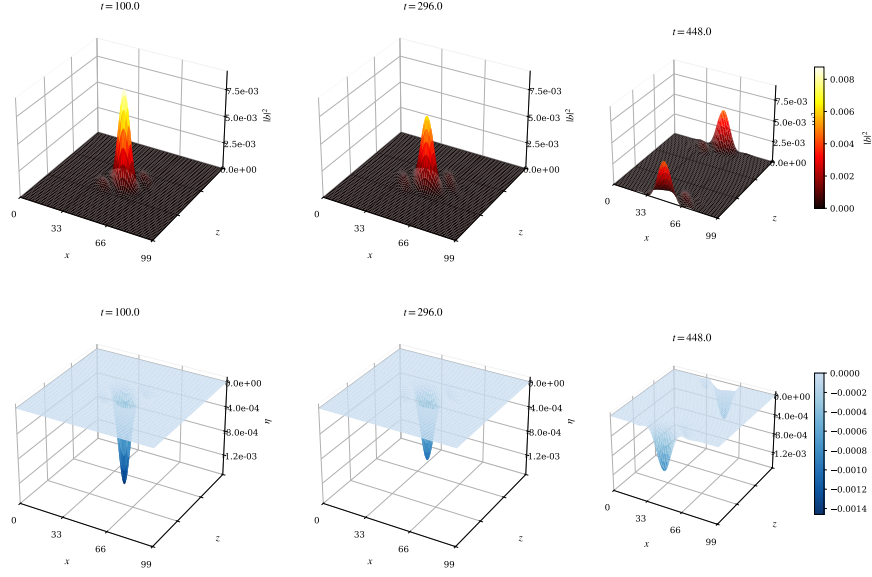 t = 100.0
t = 296.0
t = 448.0
7.5e-03
5.0e-03
2.5e-03
0.0e+00
|b|²
0
33
66
99
x
z
7.5e-03
5.0e-03
2.5e-03
0.0e+00
|b|²
0
33
66
99
x
z
7.5e-03
5.0e-03
2.5e-03
0.0e+00
|b|²
0
33
66
99
x
z
0.008
0.006
0.004
0.002
0.000
t = 100.0
t = 296.0
t = 448.0
0.0e+00
4.0e-04
8.0e-04
1.2e-03
η
0
33
66
99
x
z
0.0e+00
4.0e-04
8.0e-04
1.2e-03
η
0
33
66
99
x
z
0.0e+00
4.0e-04
8.0e-04
1.2e-03
0
33
66
99
x
z
0.0000
−0.0002
−0.0004
−0.0006
−0.0008
−0.0010
−0.0012
−0.0014